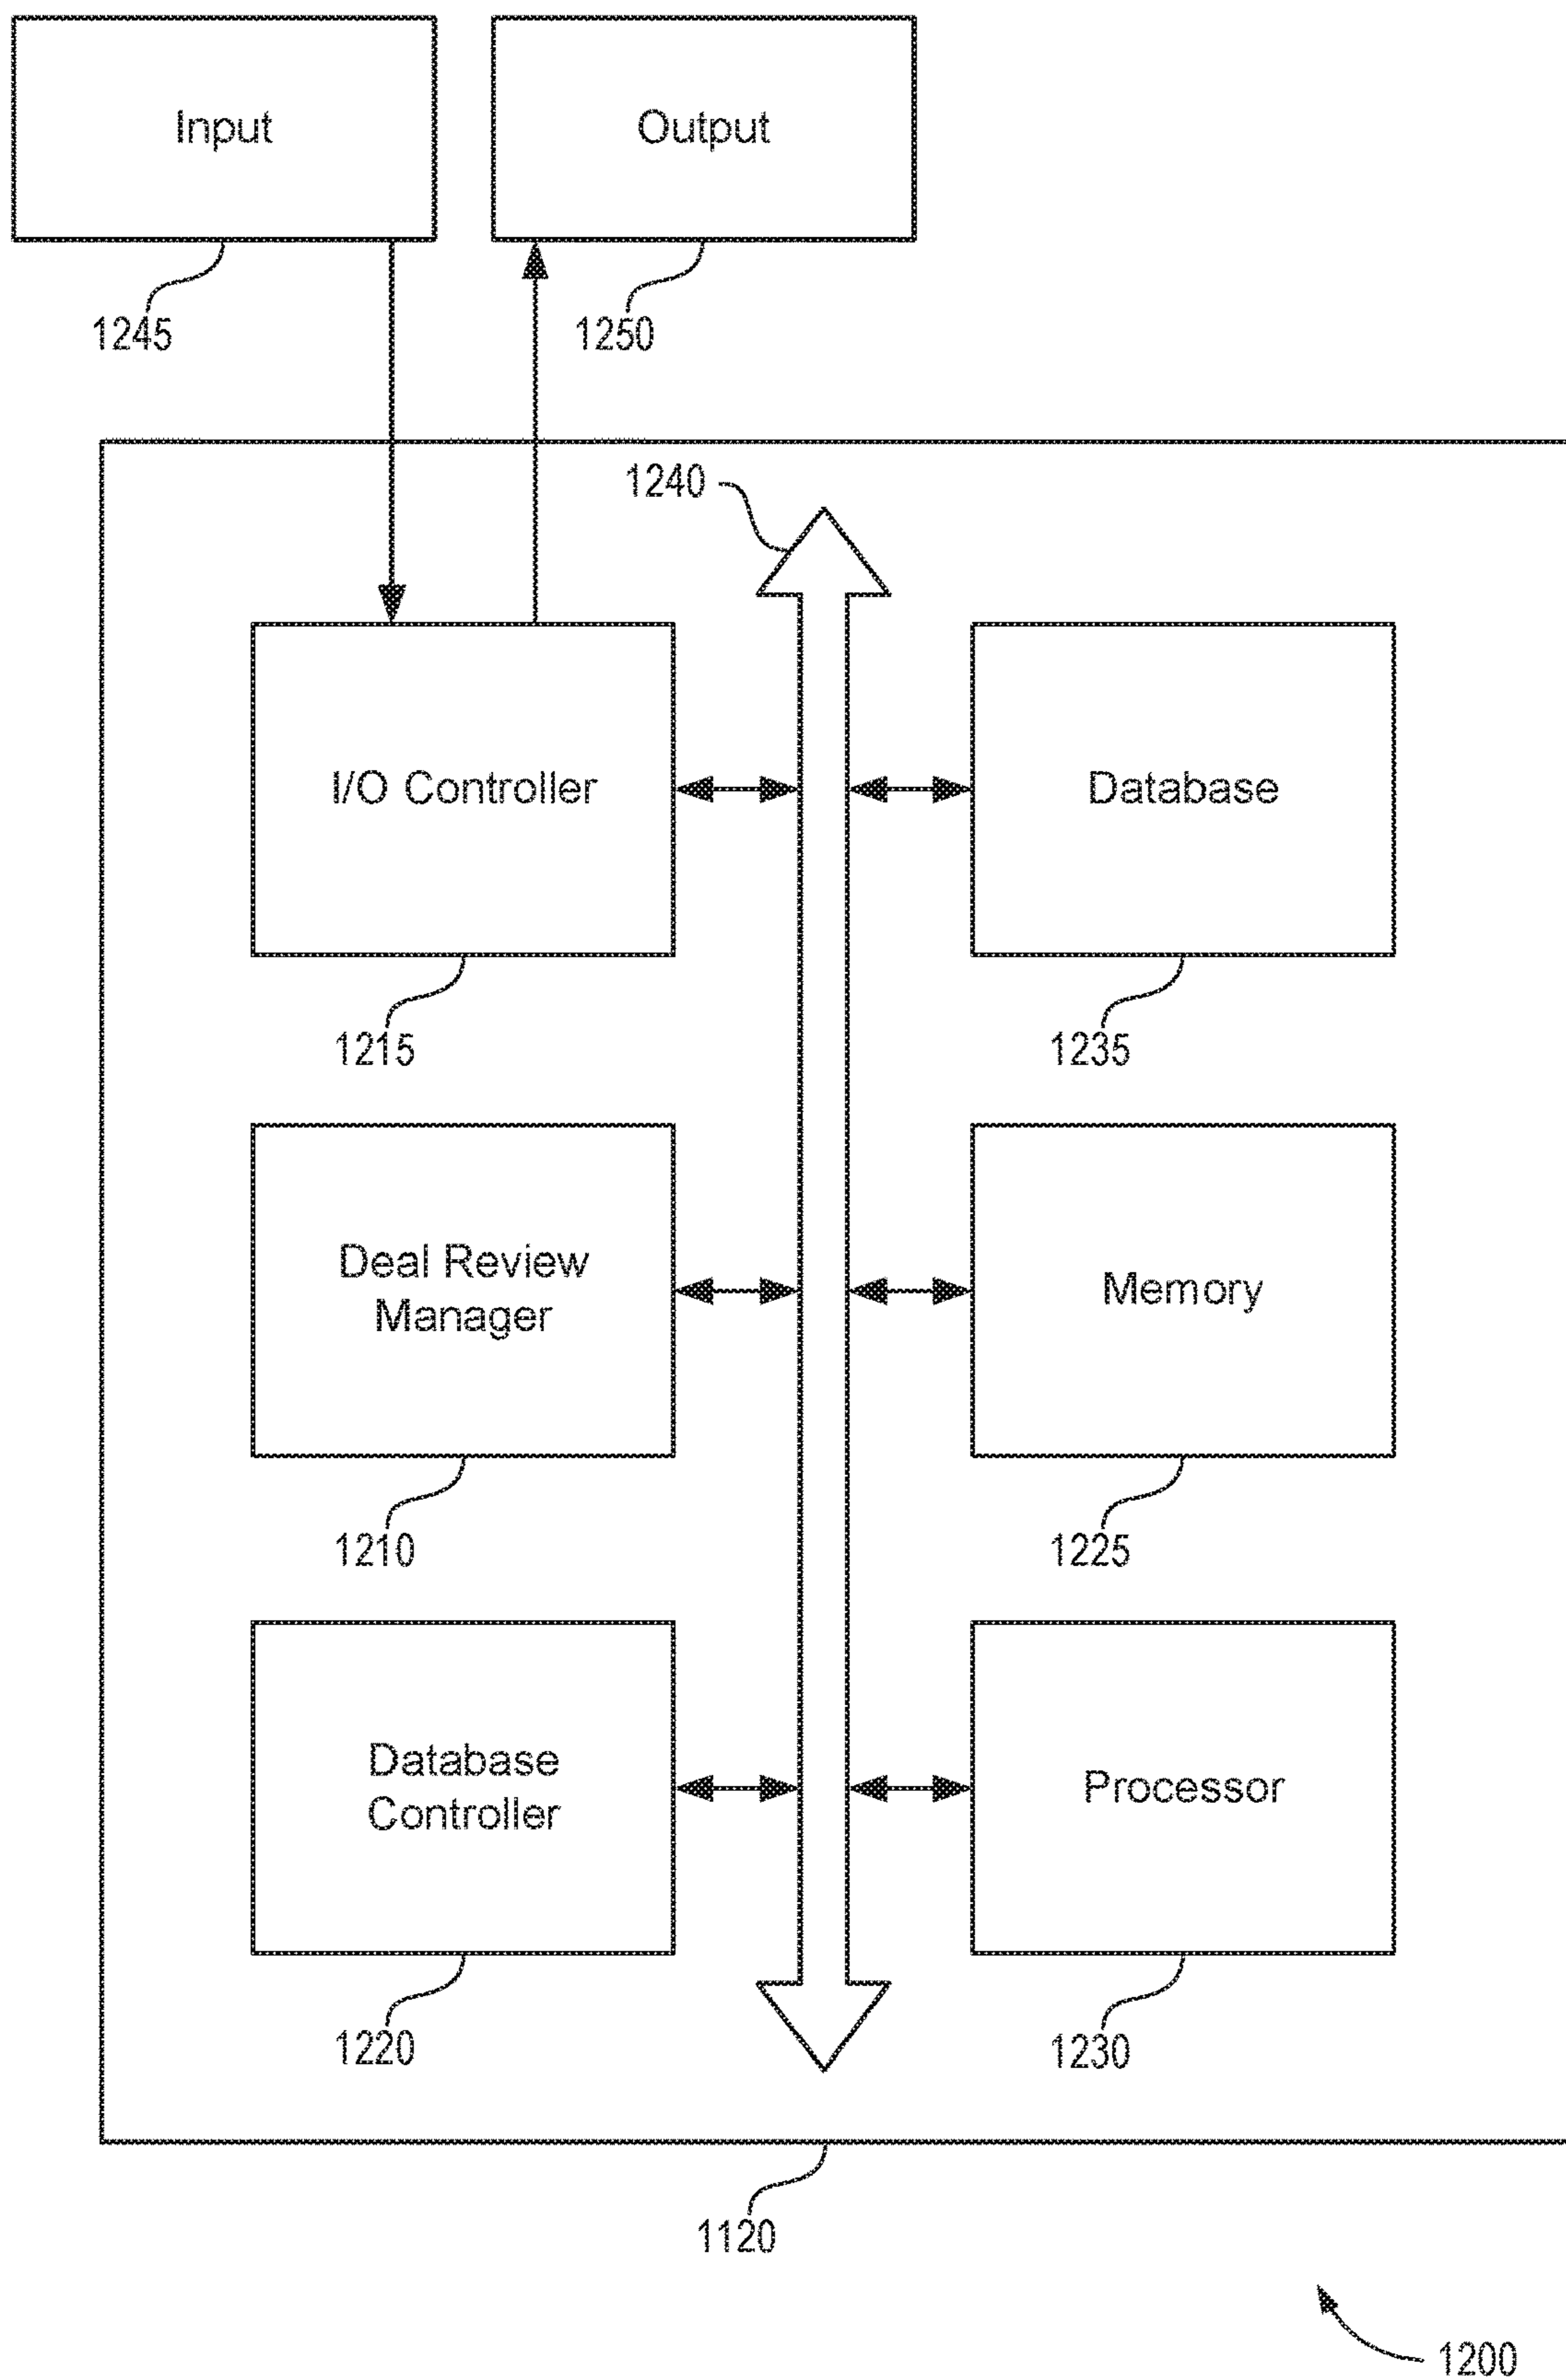 Input
Output
1245
1250
1240
I/O Controller
Database
1215
1235
Deal Review
Manager
Memory
1210
1225
Database
Controller
Processor
1220
1230
1120
1200